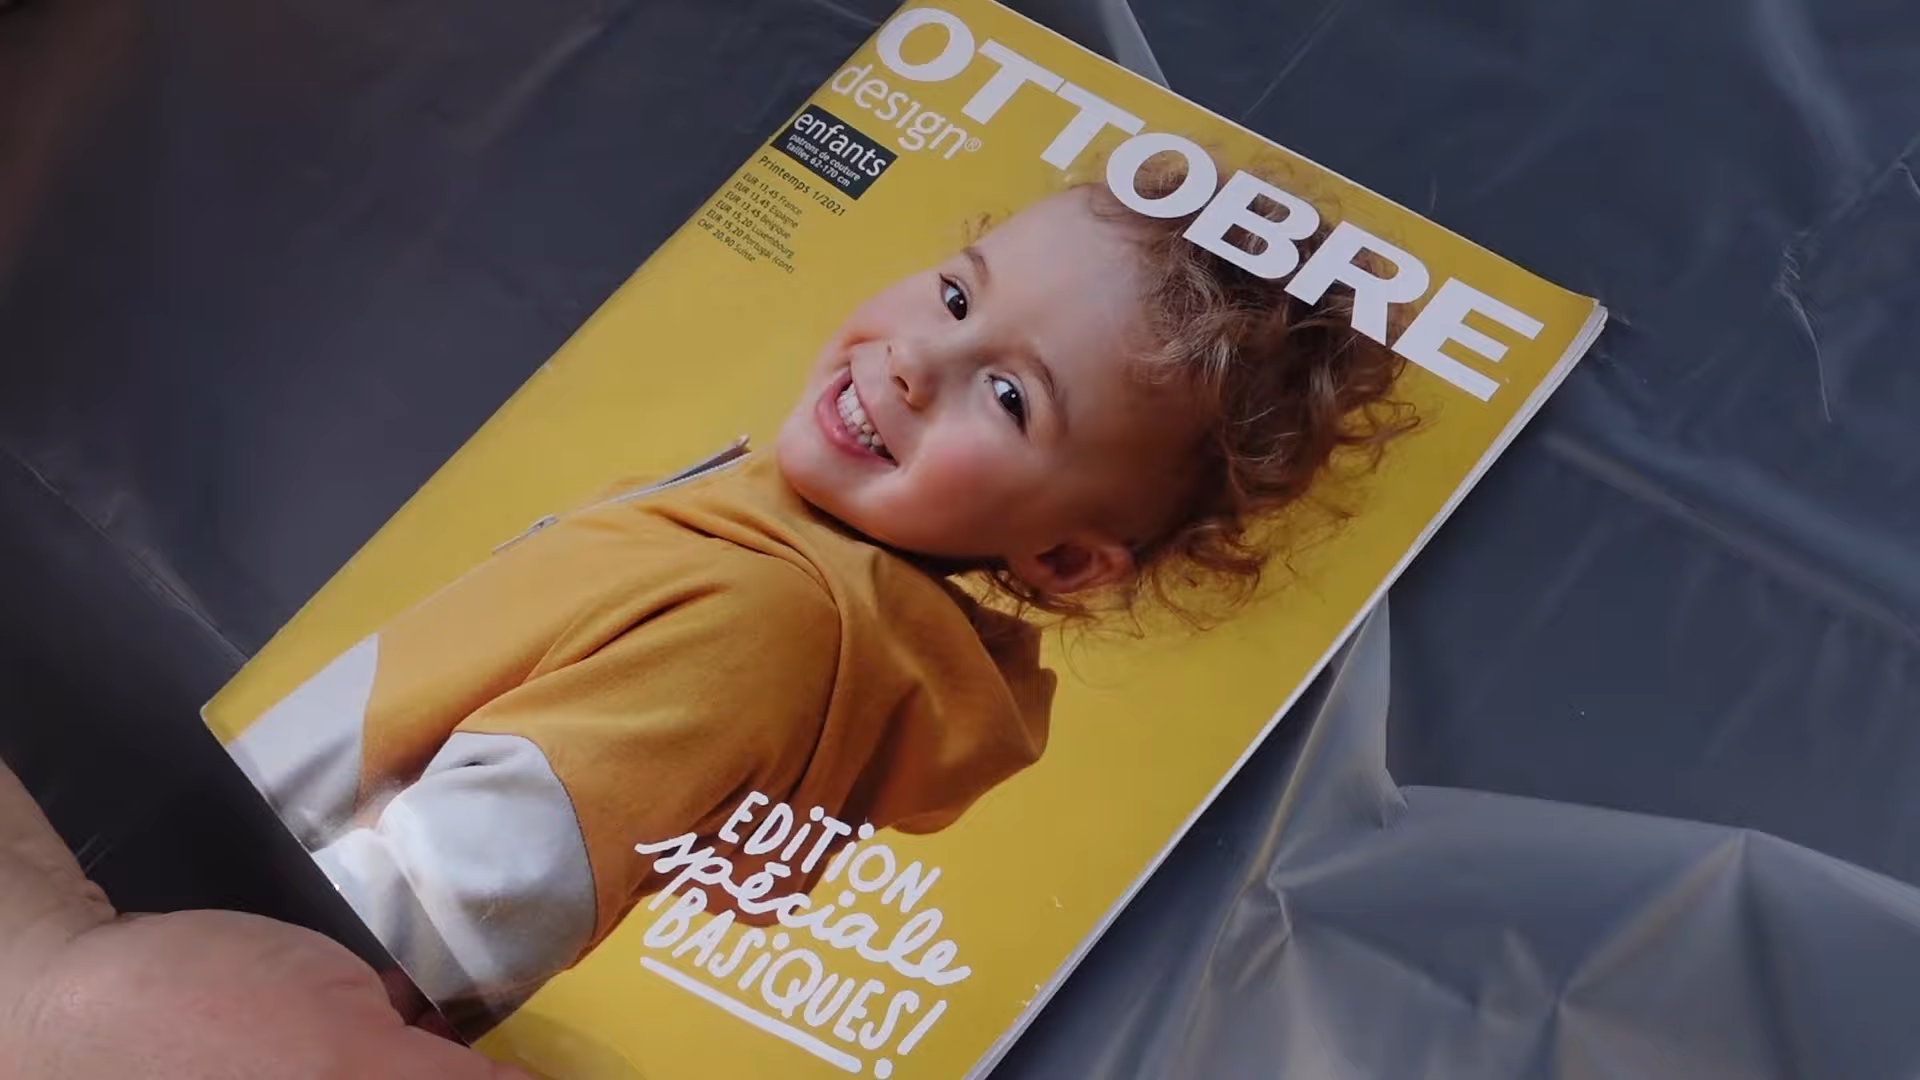 OTTOBRE
design®
enfants
patrons de couture
tailles 62-170 cm
Printemps 1/2021
EUR 13,45 France
EUR 13,45 Espagne
EUR 13,45 Belgique
EUR 15,20 Luxembourg
EUR 15,20 Portugal (cont)
CHF 20,90 Suisse
EDiTiON
spéciale
BASiQUES!